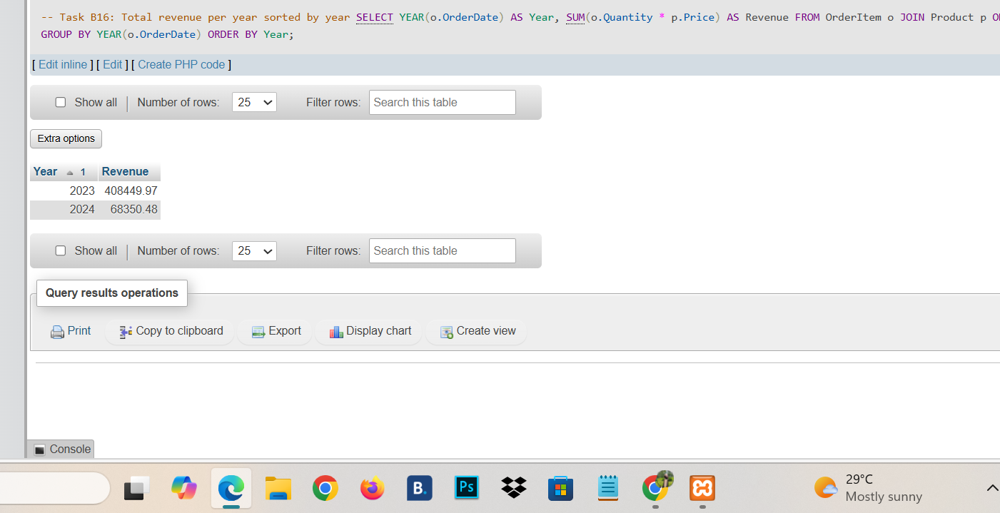 -- Task B16: Total revenue per year sorted by year SELECT YEAR(o.OrderDate) AS Year, SUM(o.Quantity * p.Price) AS Revenue FROM OrderItem o JOIN Product p
GROUP BY YEAR(o.OrderDate) ORDER BY Year;
[ Edit inline ] [ Edit ] [ Create PHP code ]
Show all | Number of rows: 25 Filter rows: Search this table
Extra options
Year 1 Revenue
2023 408449.97
2024 68350.48
Show all | Number of rows: 25 Filter rows: Search this table
Query results operations
Print Copy to clipboard Export Display chart Create view
Console
B. Ps
29°C
Mostly sunny